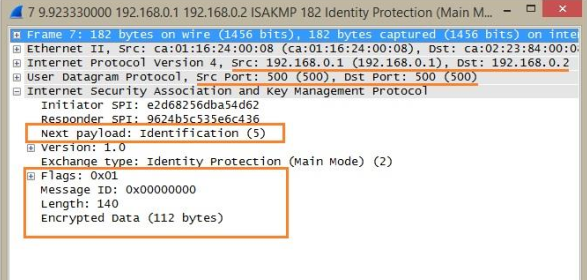 7 9.923330000 192.168.0.1 192.168.0.2 ISAKMP 182 Identity Protection (Main M...
Frame 7: 182 bytes on wire (1456 bits), 182 bytes captured (1456 bits) on inte
Ethernet II, Src: ca:01:16:24:00:08 (ca:01:16:24:00:08), Dst: ca:02:23:84:00:0
Internet Protocol Version 4, Src: 192.168.0.1 (192.168.0.1), Dst: 192.168.0.2
User Datagram Protocol, Src Port: 500 (500), Dst Port: 500 (500)
Internet Security Association and Key Management Protocol
Initiator SPI: e2d68256dba54d62
Responder SPI: 9624b5c535e6c436
Next payload: Identification (5)
Version: 1.0
Exchange type: Identity Protection (Main Mode) (2)
Flags: 0x01
Message ID: 0x00000000
Length: 140
Encrypted Data (112 bytes)